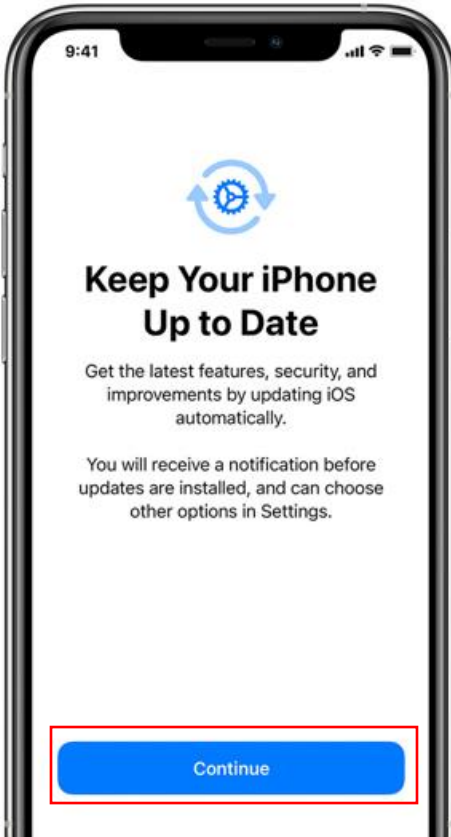 9:41
Keep Your iPhone
Up to Date
Get the latest features, security, and
improvements by updating iOS
automatically.
You will receive a notification before
updates are installed, and can choose
other options in Settings.
Continue